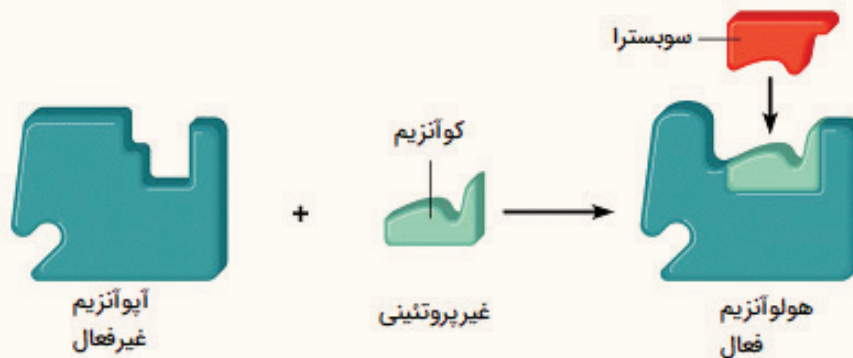 سوبسترا
کوآنزیم
+
آپوآنزیم
غیرفعال
غیرپروتئینی
هولوآنزیم
فعال